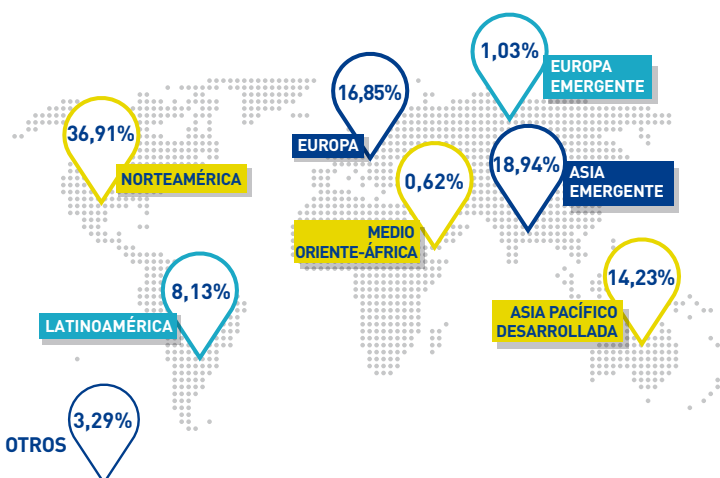 1,03%
EUROPA
EMERGENTE
16,85%
EUROPA
36,91%
NORTEAMÉRICA
0,62%
MEDIO
ORIENTE-ÁFRICA
18,94%
ASIA
EMERGENTE
8,13%
LATINOAMÉRICA
14,23%
ASIA PACÍFICO
DESARROLLADA
3,29%
OTROS